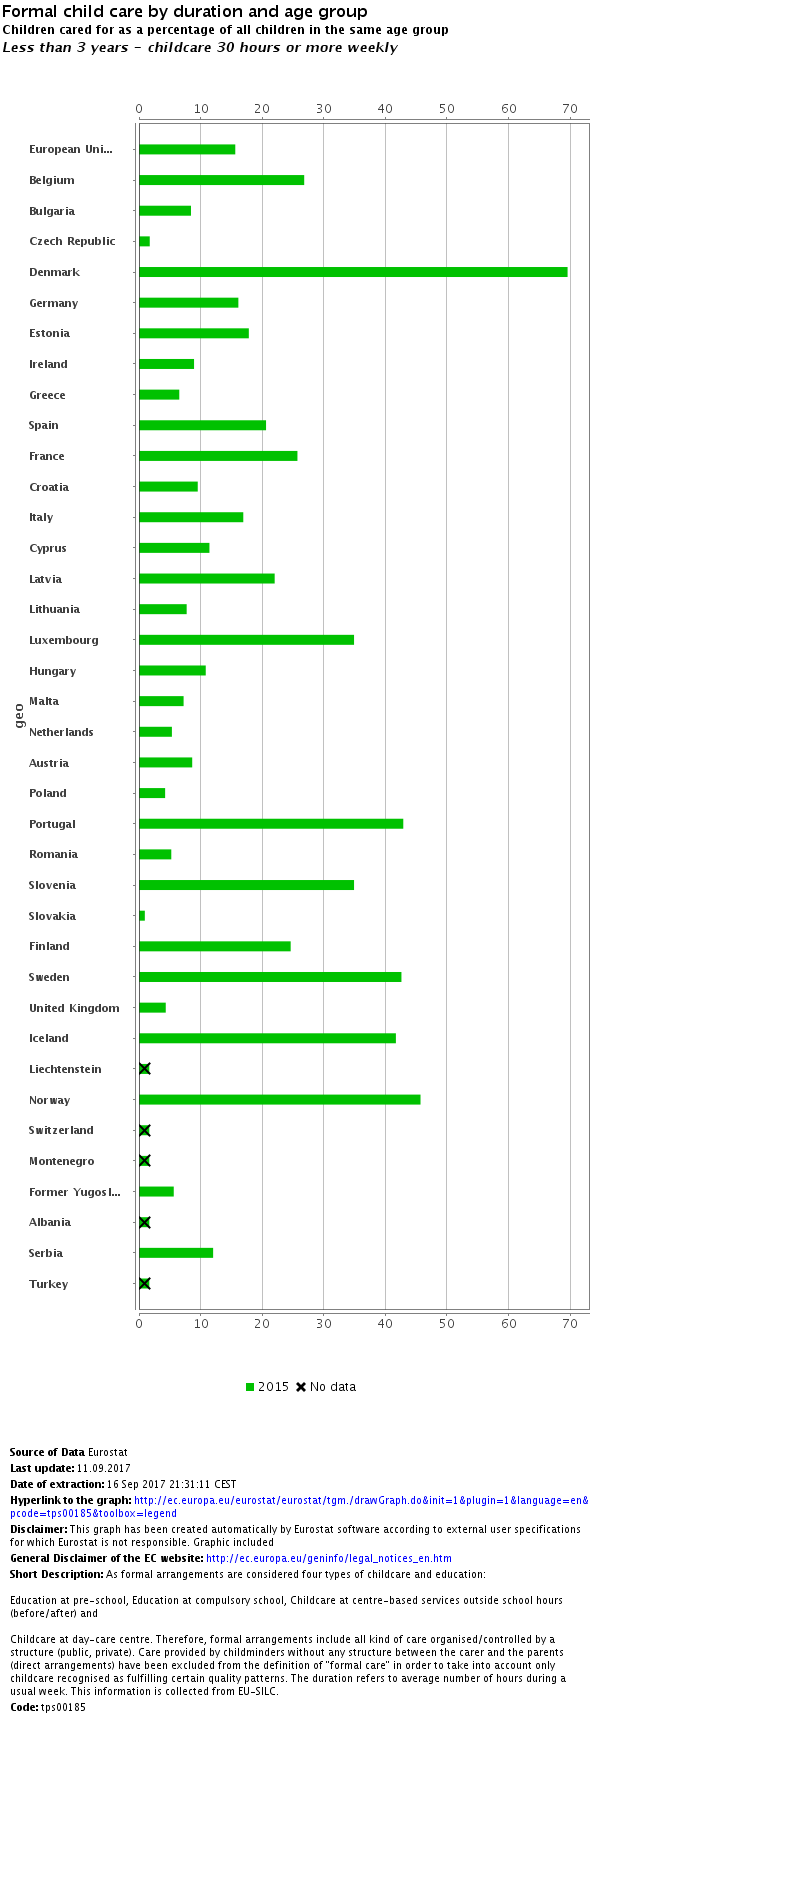 Formal child care by duration and age group
Children cared for as a percentage of all children in the same age group
Less than 3 years - childcare 30 hours or more weekly
0 10 20 30 40 50 60 70
European Uni...
Belgium
Bulgaria
Czech Republic
Denmark
Germany
Estonia
Ireland
Greece
Spain
France
Croatia
Italy
Cyprus
Latvia
Lithuania
Luxembourg
Hungary
Malta
geo
Netherlands
Austria
Poland
Portugal
Romania
Slovenia
Slovakia
Finland
Sweden
United Kingdom
Iceland
Liechtenstein
Norway
Switzerland
Montenegro
Former Yugosl...
Albania
Serbia
Turkey
0 10 20 30 40 50 60 70
2015 No data
Source of Data Eurostat
Last update: 11.09.2017
Date of extraction: 16 Sep 2017 21:31:11 CEST
Hyperlink to the graph: http://ec.europa.eu/eurostat/eurostat/tgm./drawGraph.do&init=1&plugin=1&language=en&
pcode=tps00185&toolbox=legend
Disclaimer: This graph has been created automatically by Eurostat software according to external user specifications
for which Eurostat is not responsible. Graphic included
General Disclaimer of the EC website: http://ec.europa.eu/geninfo/legal_notices_en.htm
Short Description: As formal arrangements are considered four types of childcare and education:
Education at pre-school, Education at compulsory school, Childcare at centre-based services outside school hours
(before/after) and
Childcare at day-care centre. Therefore, formal arrangements include all kind of care organised/controlled by a
structure (public, private). Care provided by childminders without any structure between the carer and the parents
(direct arrangements) have been excluded from the definition of "formal care" in order to take into account only
childcare recognised as fulfilling certain quality patterns. The duration refers to average number of hours during a
usual week. This information is collected from EU-SILC.
Code: tps00185